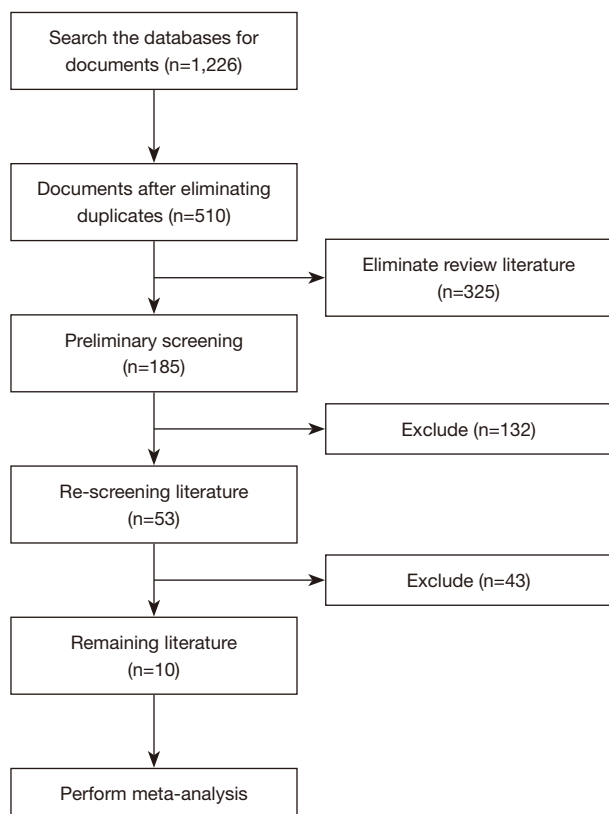 Search the databases for
documents (n=1,226)
Documents after eliminating
duplicates (n=510)
Eliminate review literature
(n=325)
Preliminary screening
(n=185)
Exclude (n=132)
Re-screening literature
(n=53)
Exclude (n=43)
Remaining literature
(n=10)
Perform meta-analysis